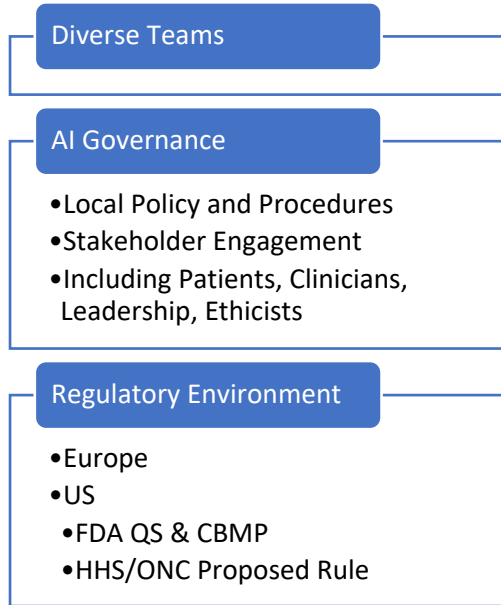 Diverse Teams
AI Governance
•Local Policy and Procedures
•Stakeholder Engagement
•Including Patients, Clinicians,
Leadership, Ethicists
Regulatory Environment
•Europe
•US
•FDA QS & CBMP
•HHS/ONC Proposed Rule